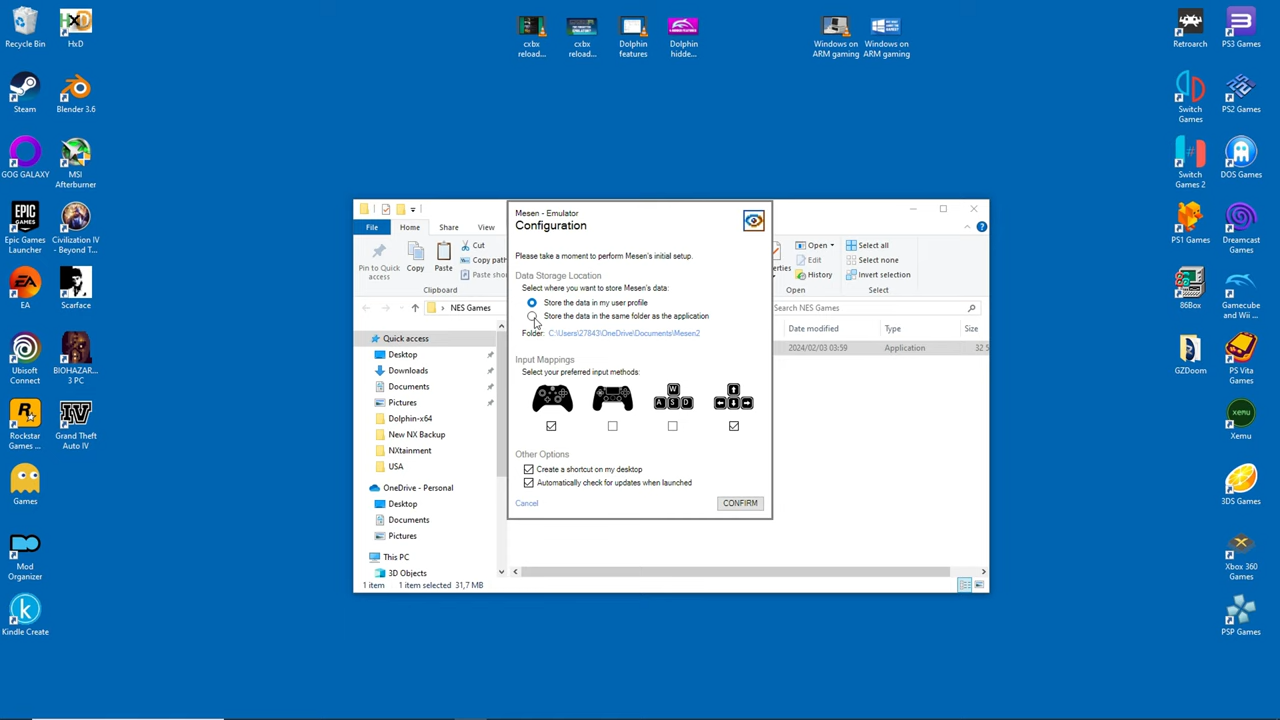 Recycle Bin
HxD
Steam
Blender 3.6
GOG GALAXY
MSI
Afterburner
Epic Games
Launcher
Civilization IV
- Beyond T...
EA
Scarface
Ubisoft
Connect
BIOHAZAR...
3 PC
Rockstar
Games ...
Grand Theft
Auto IV
Games
Mod
Organizer
Kindle Create
cxbx
reload...
cxbx
reload...
Dolphin
features
Dolphin
hidde...
Windows on
ARM gaming
Windows on
ARM gaming
Retroarch
PS3 Games
Switch
Games
PS2 Games
Switch
Games 2
DOS Games
PS1 Games
Dreamcast
Games
86Box
Gamecube
and Wii ...
GZDoom
PS Vita
Games
Xemu
3DS Games
Xbox 360
Games
PSP Games
File
Home
Share
View
Pin to Quick
access
Copy
Paste
Cut
Copy path
Paste sho
Clipboard
NES Games
Quick access
Desktop
Downloads
Documents
Pictures
Dolphin-x64
New NX Backup
NXtainment
USA
OneDrive - Personal
Desktop
Documents
Pictures
This PC
3D Objects
1 item
1 item selected 31,7 MB
Mesen - Emulator
Configuration
Please take a moment to perform Mesen's initial setup.
Data Storage Location
Select where you want to store Mesen's data:
Store the data in my user profile
Store the data in the same folder as the application
Folder: C:\Users\27843\OneDrive\Documents\Mesen2
Input Mappings
Select your preferred input methods:
W
A S D
Other Options
Create a shortcut on my desktop
Automatically check for updates when launched
Cancel
CONFIRM
erties
Open
Edit
History
Open
Select all
Select none
Invert selection
Select
Search NES Games
Date modified
Type
Size
2024/02/03 03:59
Application
32 5